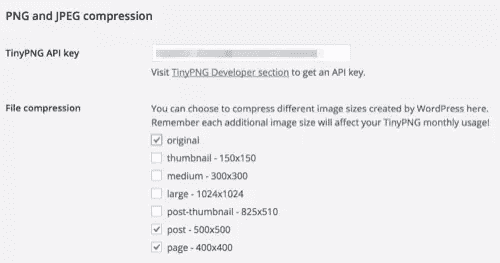 PNG and JPEG compression
TinyPNG API key
Visit TinyPNG Developer section to get an API key.
File compression
You can choose to compress different image sizes created by WordPress here.
Remember each additional image size will affect your TinyPNG monthly usage!
original
thumbnail - 150x150
medium - 300x300
large - 1024x1024
post-thumbnail - 825x510
post - 500x500
page - 400x400